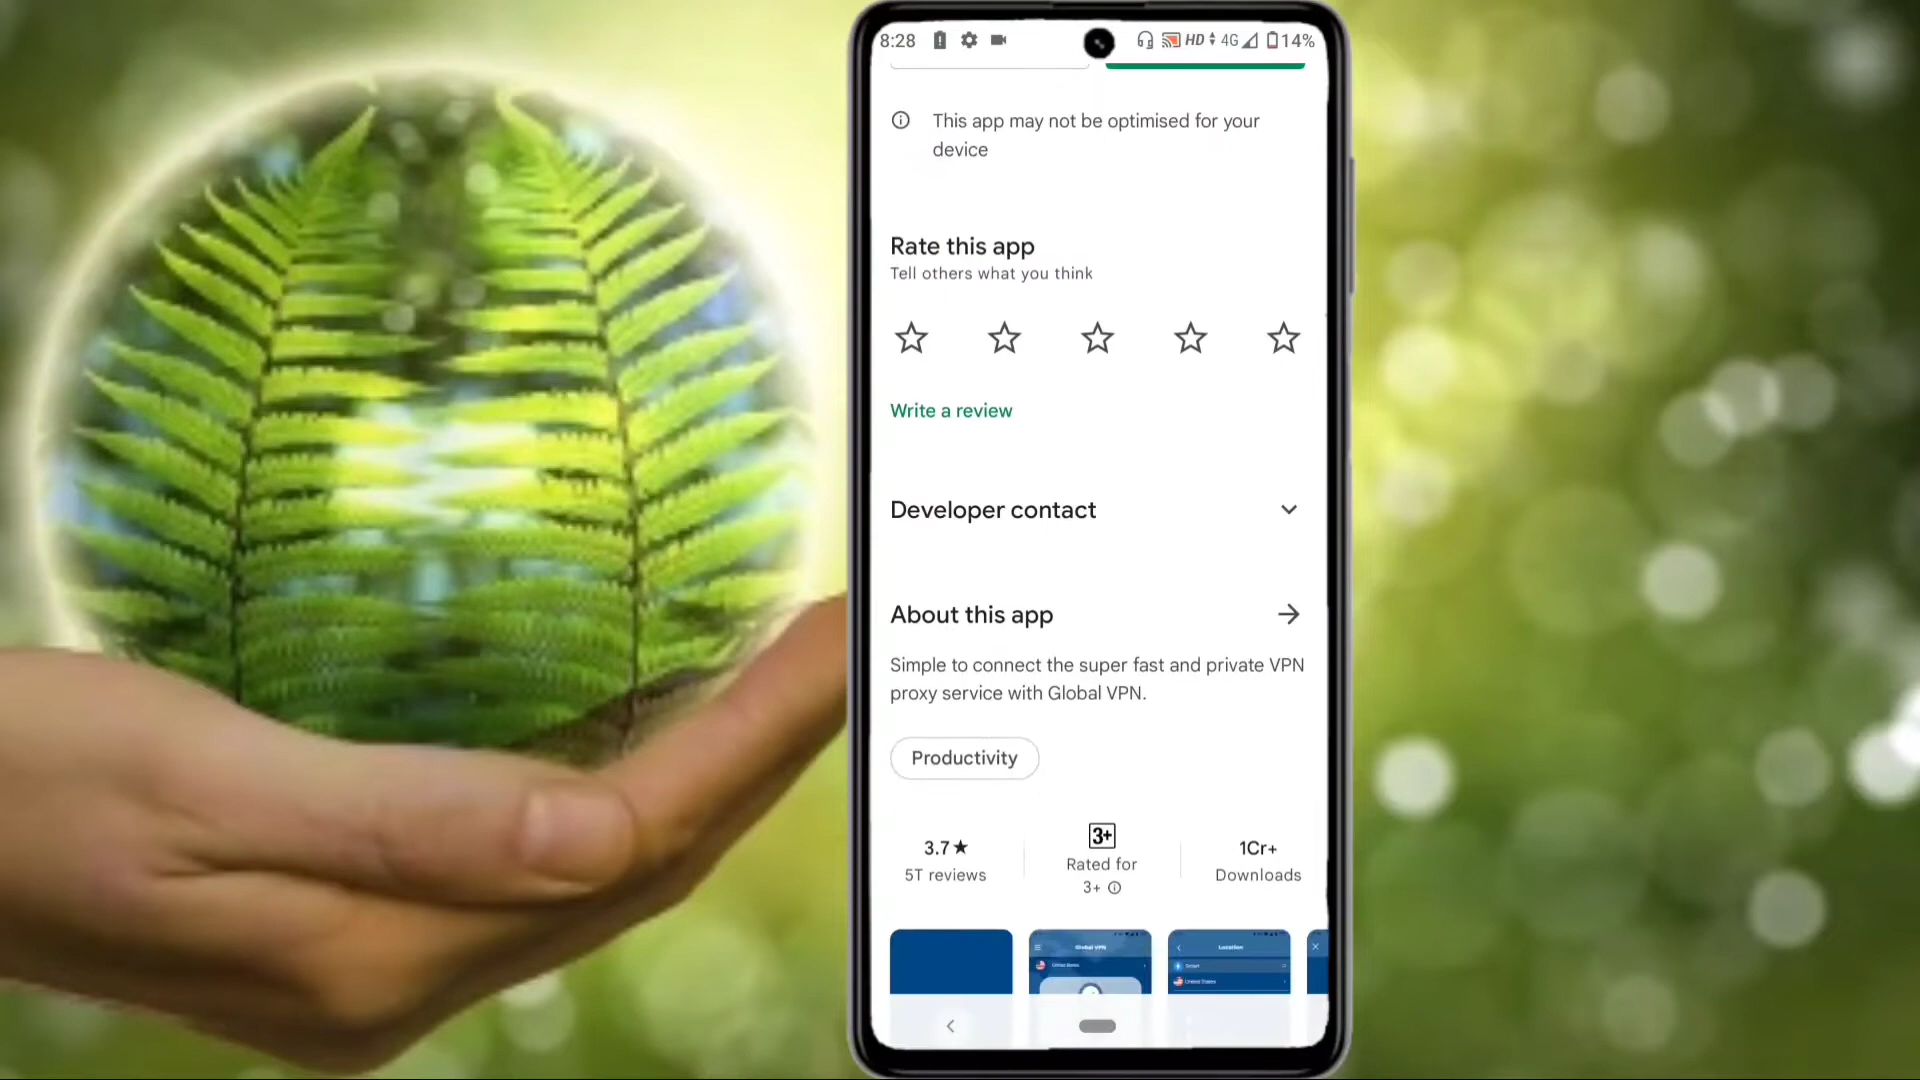 8:28
HD 4G 14%
This app may not be optimised for your
device
Rate this app
Tell others what you think
Write a review
Developer contact
About this app
Simple to connect the super fast and private VPN
proxy service with Global VPN.
Productivity
3.7★
5T reviews
3+
Rated for
3+
1Cr+
Downloads
Global VPN
United States
Location
Smart
United States